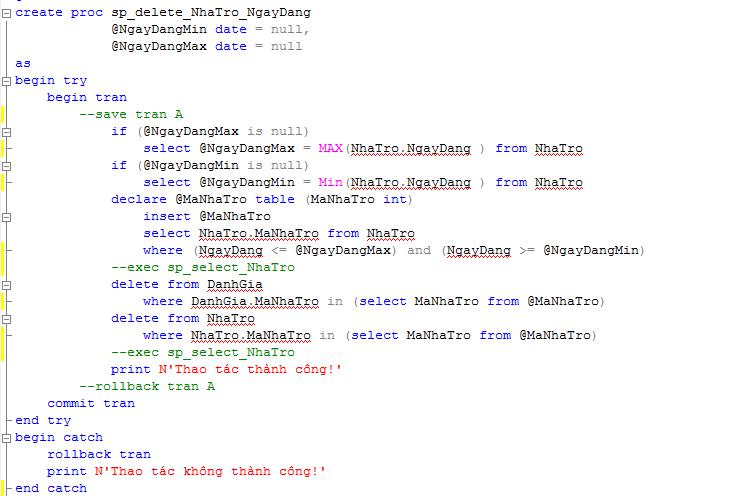 create proc sp_delete_NhaTro_NgayDang
@NgayDangMin date = null,
@NgayDangMax date = null
as
begin try
begin tran
--save tran A
if (@NgayDangMax is null)
select @NgayDangMax = MAX(NhaTro.NgayDang ) from NhaTro
if (@NgayDangMin is null)
select @NgayDangMin = Min(NhaTro.NgayDang ) from NhaTro
declare @MaNhaTro table (MaNhaTro int)
insert @MaNhaTro
select NhaTro.MaNhaTro from NhaTro
where (NgayDang <= @NgayDangMax) and (NgayDang >= @NgayDangMin)
--exec sp_select_NhaTro
delete from DanhGia
where DanhGia.MaNhaTro in (select MaNhaTro from @MaNhaTro)
delete from NhaTro
where NhaTro.MaNhaTro in (select MaNhaTro from @MaNhaTro)
--exec sp_select_NhaTro
print N'Thao tác thành công!'
--rollback tran A
commit tran
end try
begin catch
rollback tran
print N'Thao tác không thành công!'
end catch